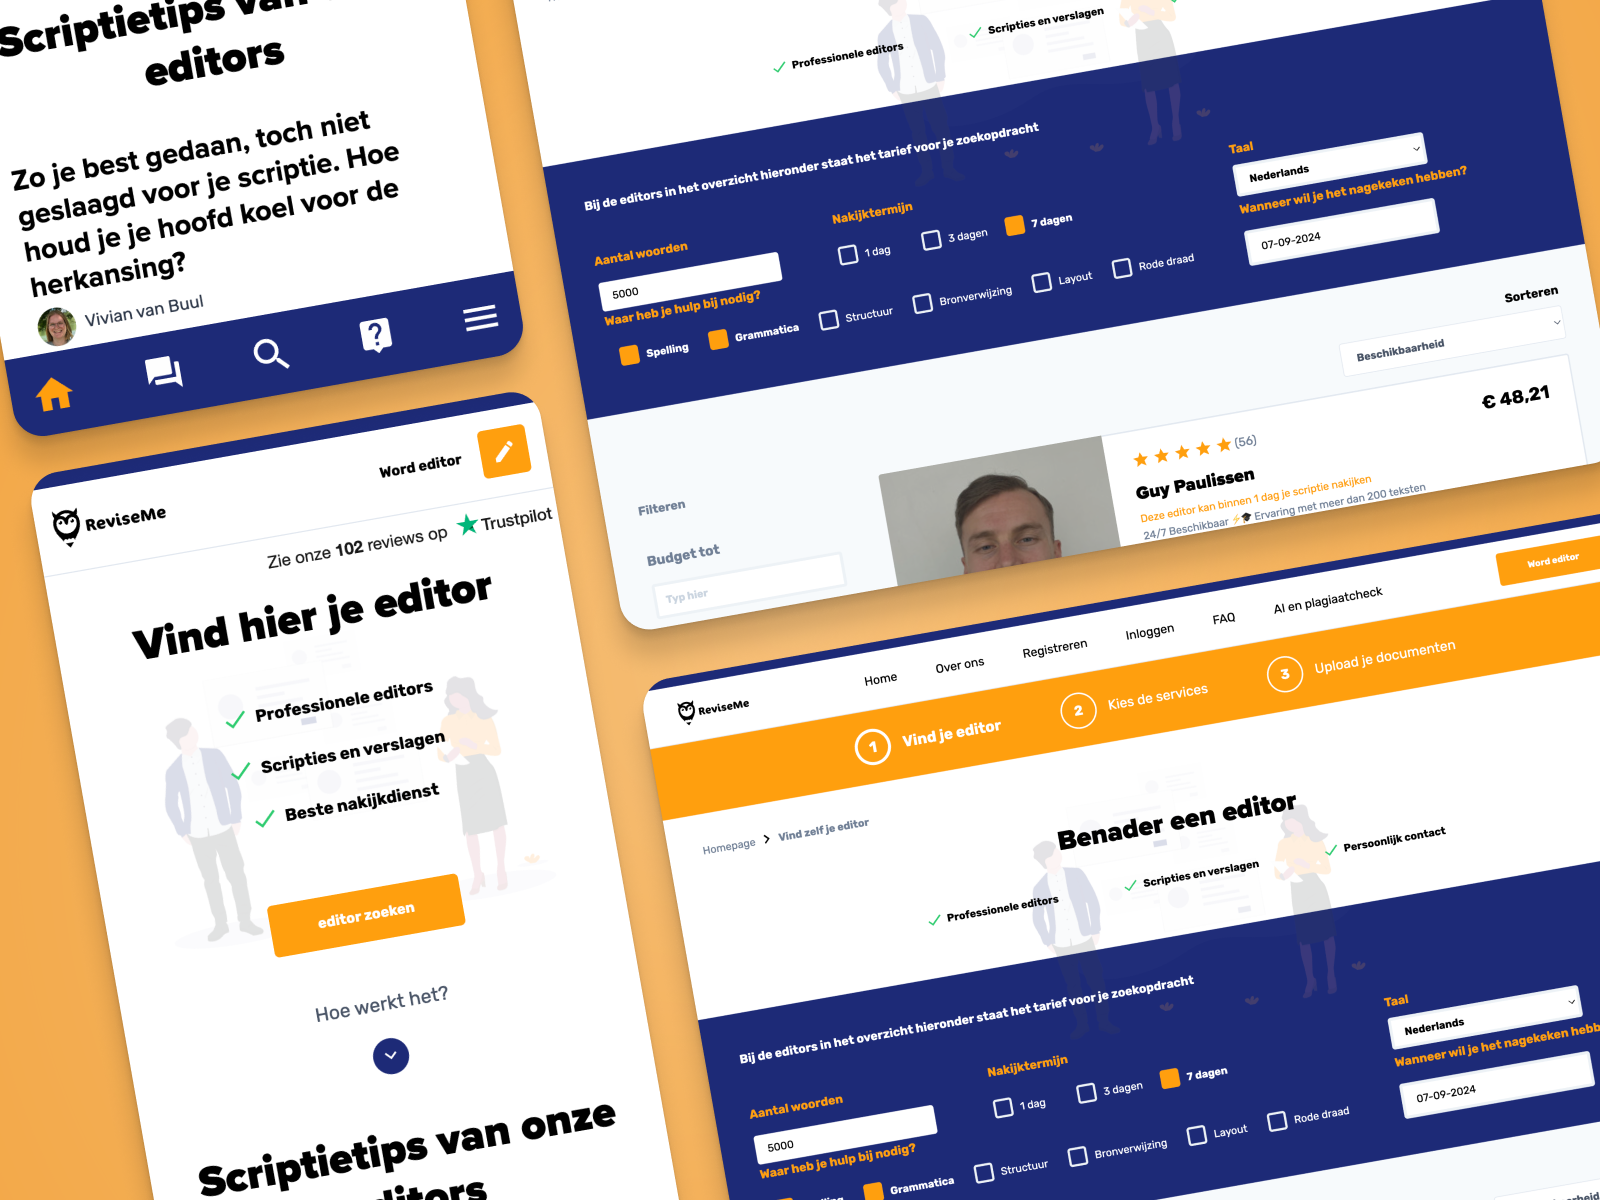 Scriptietips van
editors
Zo je best gedaan, toch niet
geslaagd voor je scriptie. Hoe
houd je je hoofd koel voor de
herkansing?
Vivian van Buul
?
Word editor
ReviseMe
Zie onze 102 reviews op Trustpilot
Vind hier je editor
Professionele editors
Scripties en verslagen
Beste nakijkdienst
editor zoeken
Hoe werkt het?
Scriptietips van onze
editors
Professionele editors
Scripties en verslagen
Bij de editors in het overzicht hieronder staat het tarief voor je zoekopdracht
Aantal woorden
5000
Nakijktermijn
1 dag
3 dagen
7 dagen
Taal
Nederlands
Wanneer wil je het nagekeken hebben?
07-09-2024
Waar heb je hulp bij nodig?
Spelling
Grammatica
Structuur
Bronverwijzing
Layout
Rode draad
Sorteren
Beschikbaarheid
Filteren
Budget tot
Typ hier
€ 48,21
(56)
Guy Paulissen
Deze editor kan binnen 1 dag je scriptie nakijken
24/7 Beschikbaar ⚡🎓 Ervaring met meer dan 200 teksten
ReviseMe
Home
Over ons
Registreren
Inloggen
FAQ
AI en plagiaatcheck
Word editor
1 Vind je editor
2 Kies de services
3 Upload je documenten
Homepage > Vind zelf je editor
Benader een editor
Professionele editors
Scripties en verslagen
Persoonlijk contact
Bij de editors in het overzicht hieronder staat het tarief voor je zoekopdracht
Aantal woorden
5000
Nakijktermijn
1 dag
3 dagen
7 dagen
Taal
Nederlands
Wanneer wil je het nagekeken hebb
07-09-2024
Waar heb je hulp bij nodig?
Grammatica
Structuur
Bronverwijzing
Layout
Rode draad